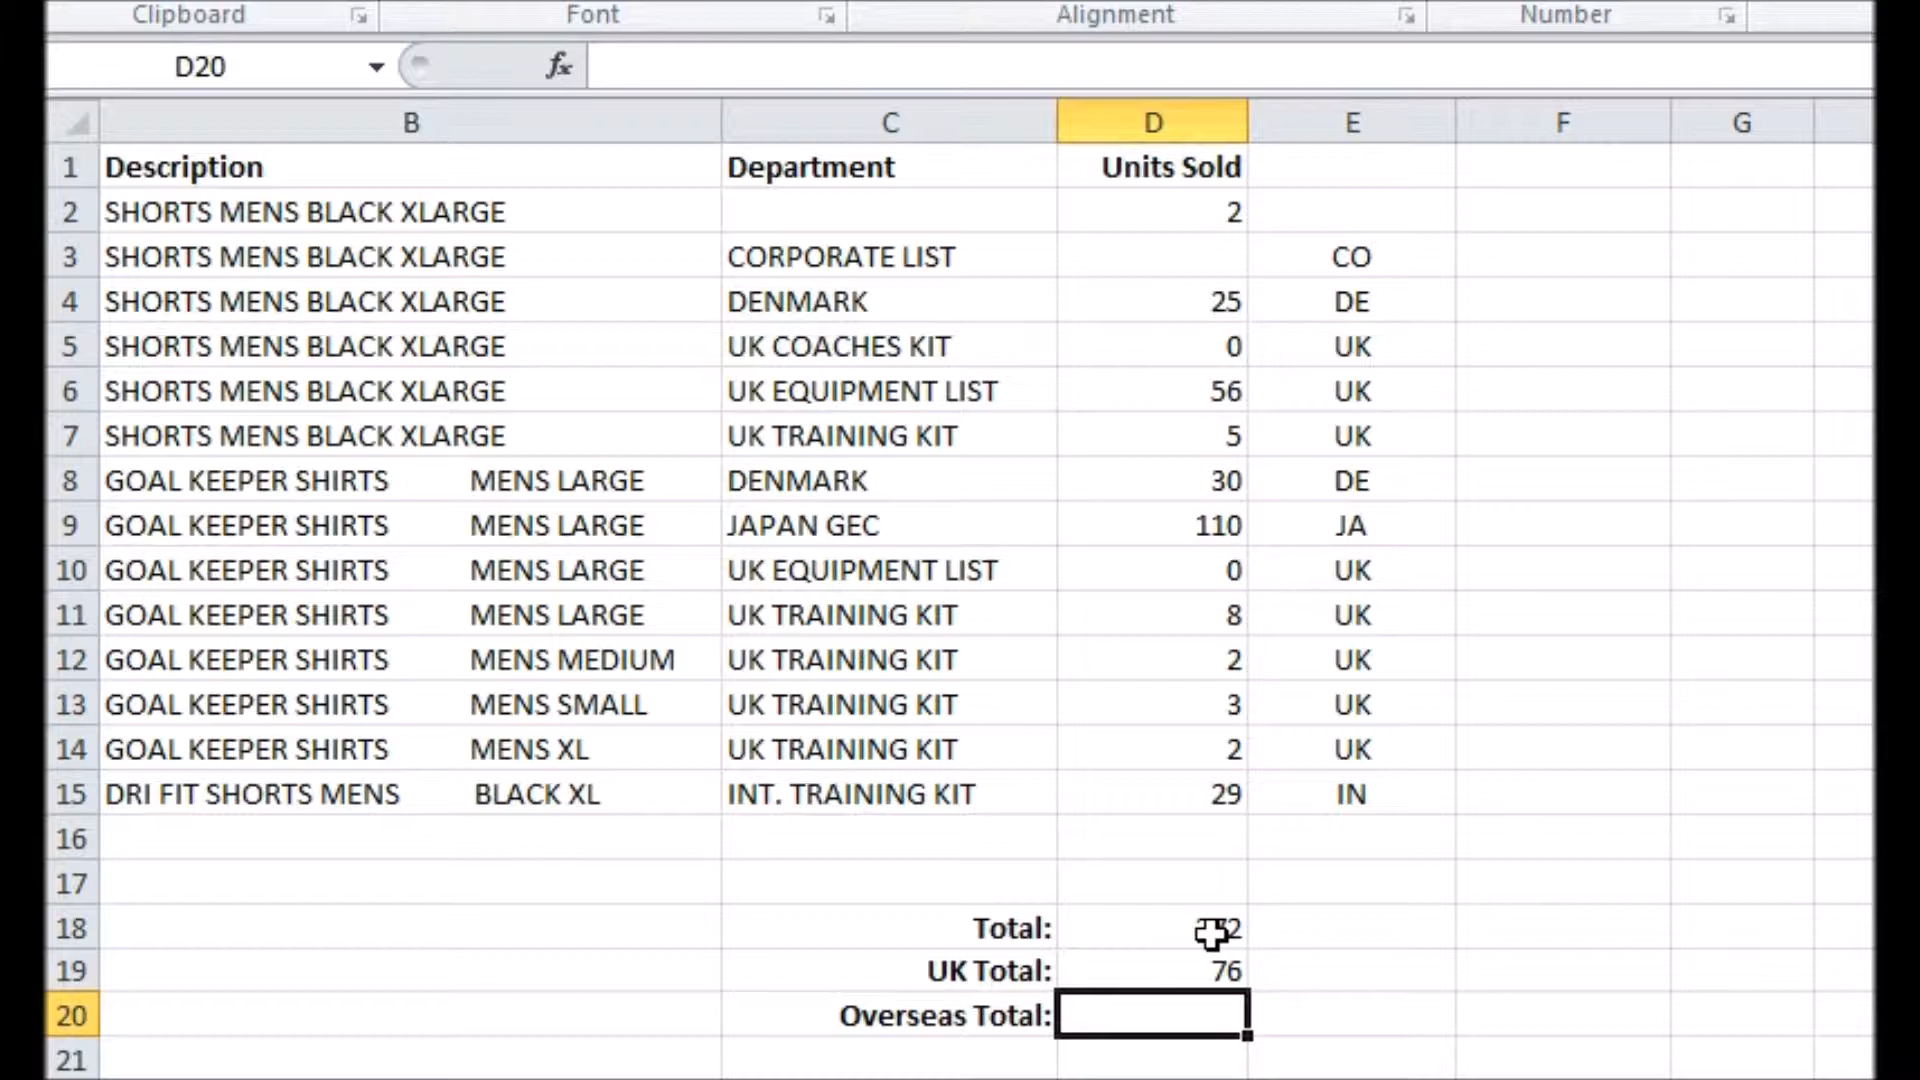 Clipboard Font Alignment Number
D20 fx
B C D E F G
1 Description Department Units Sold
2 SHORTS MENS BLACK XLARGE 2
3 SHORTS MENS BLACK XLARGE CORPORATE LIST CO
4 SHORTS MENS BLACK XLARGE DENMARK 25 DE
5 SHORTS MENS BLACK XLARGE UK COACHES KIT 0 UK
6 SHORTS MENS BLACK XLARGE UK EQUIPMENT LIST 56 UK
7 SHORTS MENS BLACK XLARGE UK TRAINING KIT 5 UK
8 GOAL KEEPER SHIRTS MENS LARGE DENMARK 30 DE
9 GOAL KEEPER SHIRTS MENS LARGE JAPAN GEC 110 JA
10 GOAL KEEPER SHIRTS MENS LARGE UK EQUIPMENT LIST 0 UK
11 GOAL KEEPER SHIRTS MENS LARGE UK TRAINING KIT 8 UK
12 GOAL KEEPER SHIRTS MENS MEDIUM UK TRAINING KIT 2 UK
13 GOAL KEEPER SHIRTS MENS SMALL UK TRAINING KIT 3 UK
14 GOAL KEEPER SHIRTS MENS XL UK TRAINING KIT 2 UK
15 DRI FIT SHORTS MENS BLACK XL INT. TRAINING KIT 29 IN
16
17
18 Total:
19 UK Total: 76
20 Overseas Total:
21